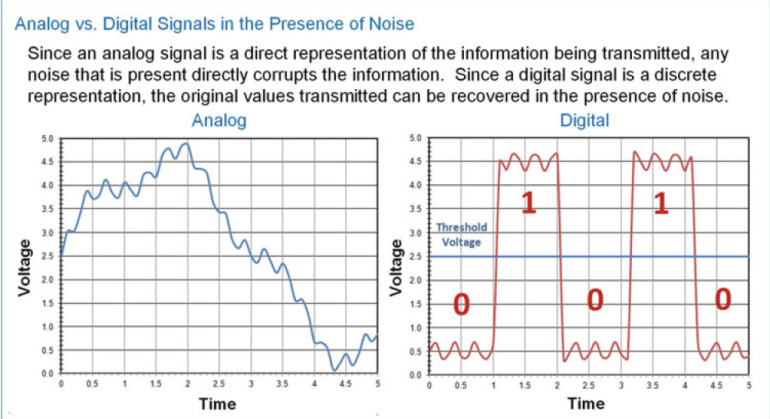 Analog vs. Digital Signals in the Presence of Noise
Since an analog signal is a direct representation of the information being transmitted, any
noise that is present directly corrupts the information.  Since a digital signal is a discrete
representation, the original values transmitted can be recovered in the presence of noise.
Analog
5.0
4.5
4.0
3.5
3.0
2.5
2.0
1.5
1.0
0.5
0.0
Voltage
0 0.5 1 1.5 2 2.5 3 3.5 4 4.5 5
Time
Digital
5.0
4.5
4.0
3.5
3.0
2.5
2.0
1.5
1.0
0.5
0.0
Voltage
Threshold
Voltage
0 1 0 1 0
0 0.5 1 1.5 2 2.5 3 3.5 4 4.5 5
Time